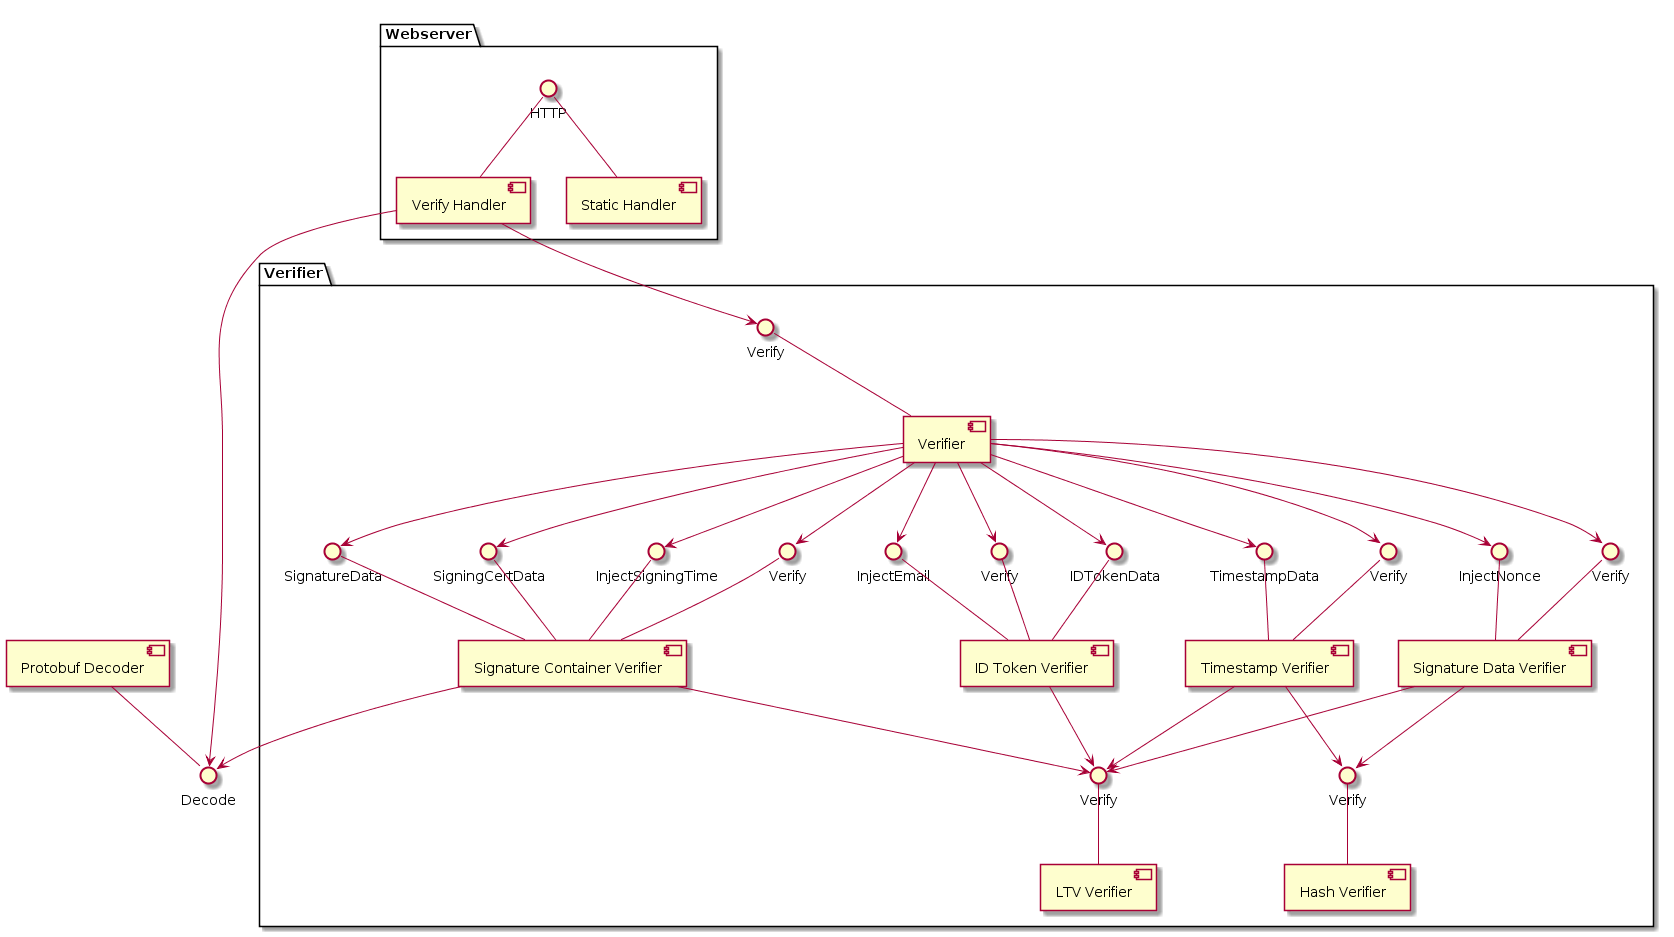 Webserver
HTTP
Verify Handler
Static Handler
Verifier
Verify
Verifier
SignatureData
SigningCertData
InjectSigningTime
Verify
InjectEmail
Verify
IDTokenData
TimestampData
Verify
InjectNonce
Verify
Protobuf Decoder
Signature Container Verifier
ID Token Verifier
Timestamp Verifier
Signature Data Verifier
Decode
Verify
Verify
LTV Verifier
Hash Verifier